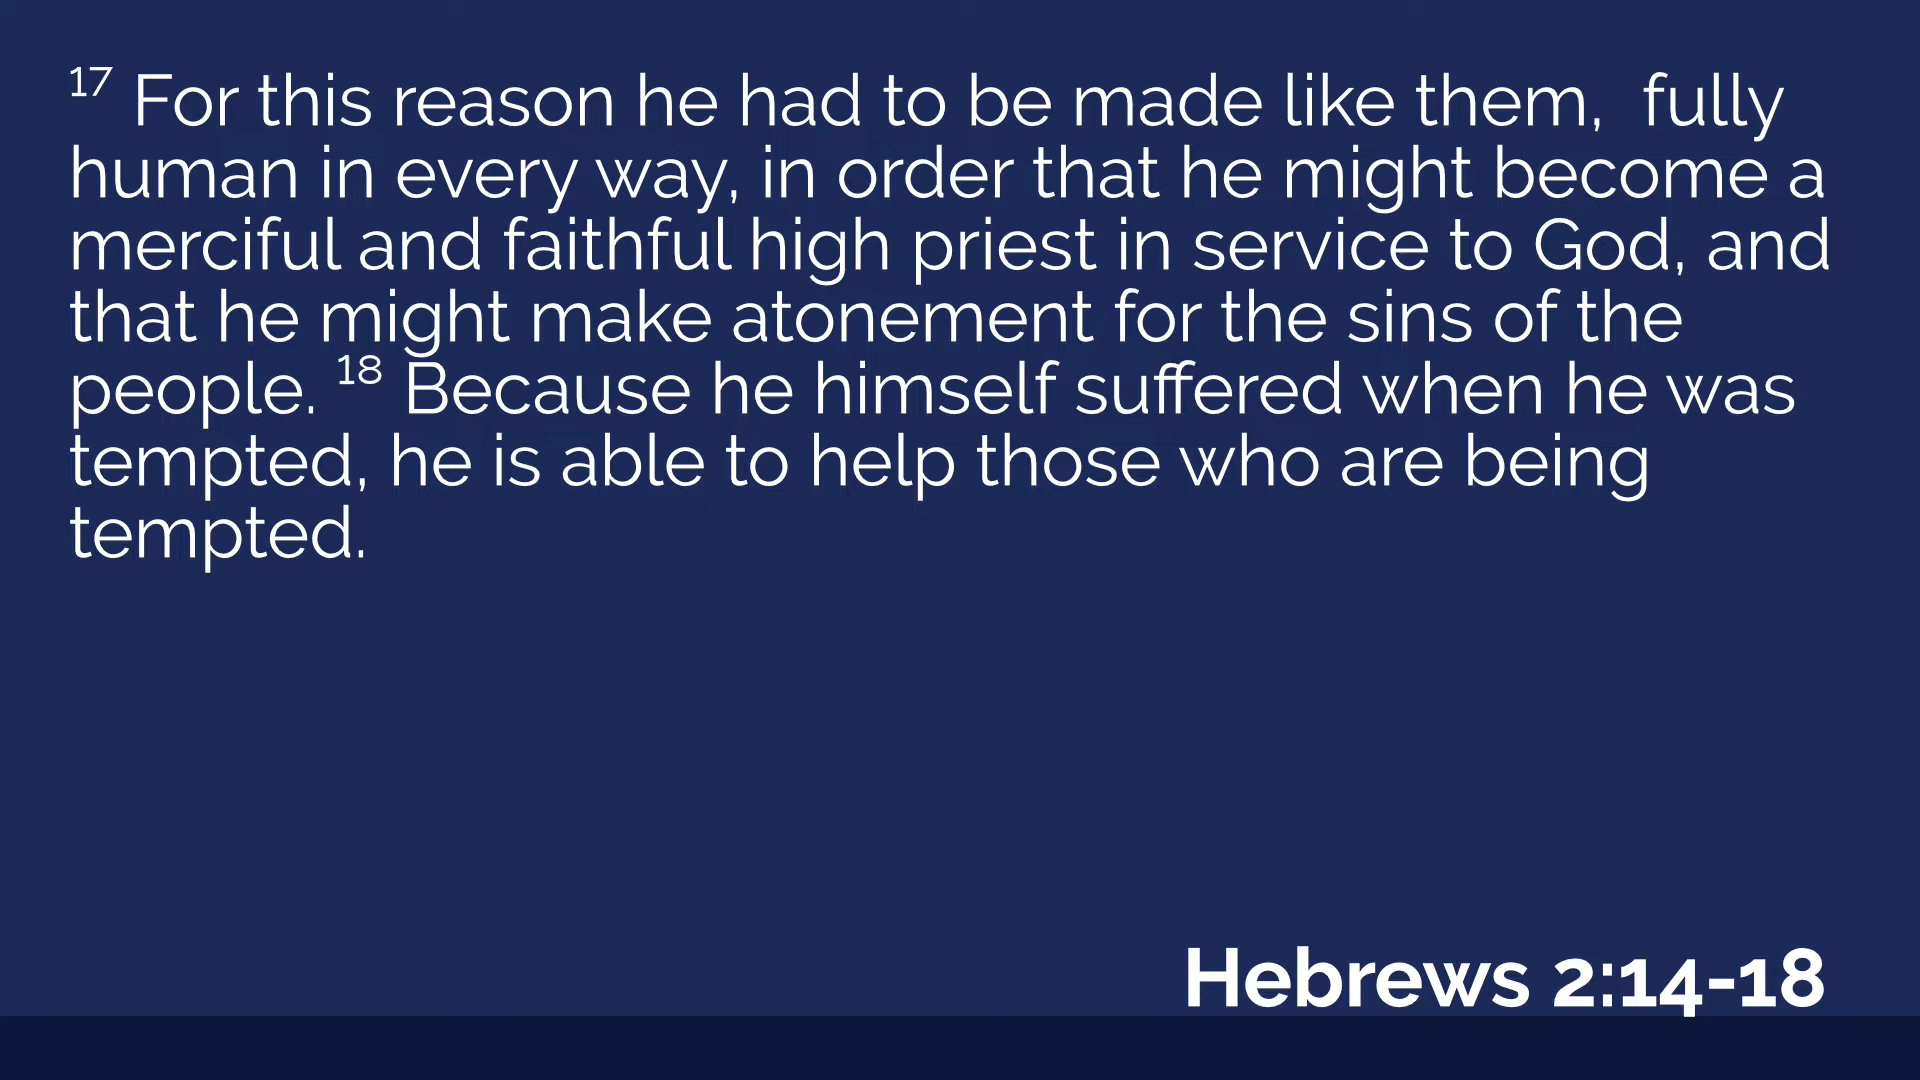 17 For this reason he had to be made like them,  fully
human in every way, in order that he might become a
merciful and faithful high priest in service to God, and
that he might make atonement for the sins of the
people. 18 Because he himself suffered when he was
tempted, he is able to help those who are being
tempted.
Hebrews 2:14-18